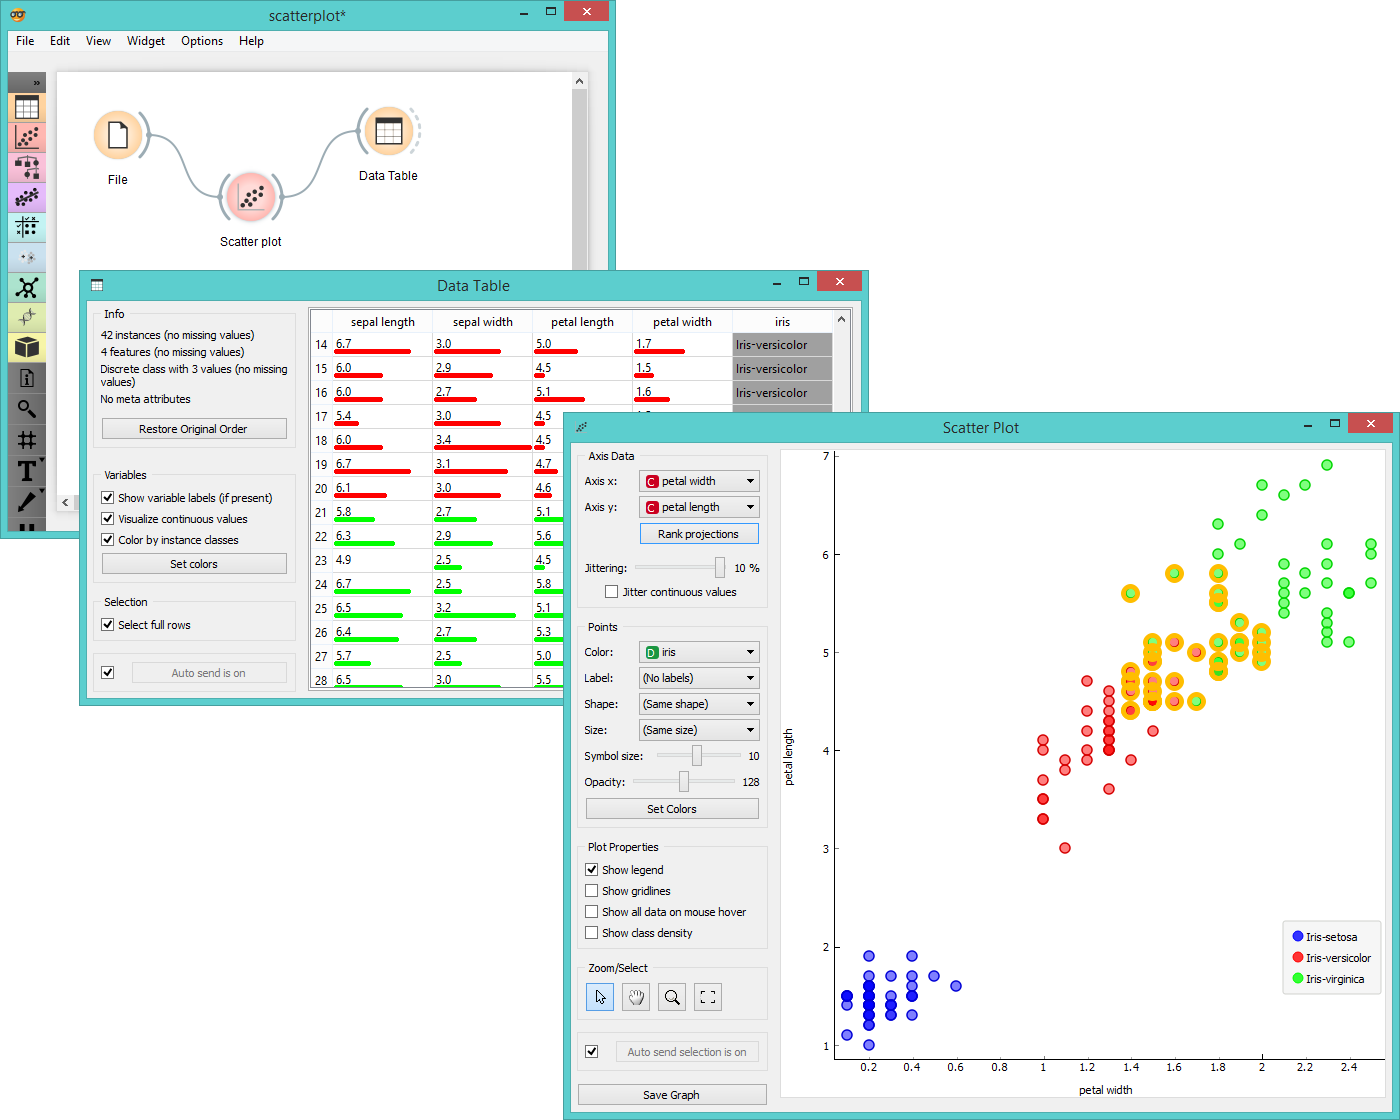 scatterplot*
File Edit View Widget Options Help
»
File
Scatter plot
Data Table
T
Data Table
Info
42 instances (no missing values)
4 features (no missing values)
Discrete class with 3 values (no missing
values)
No meta attributes
Restore Original Order
Variables
Show variable labels (if present)
Visualize continuous values
Color by instance classes
Set colors
Selection
Select full rows
Auto send is on
sepal length sepal width petal length petal width iris
14 6.7 3.0 5.0 1.7 Iris-versicolor
15 6.0 2.9 4.5 1.5 Iris-versicolor
16 6.0 2.7 5.1 1.6 Iris-versicolor
17 5.4 3.0 4.5
18 6.0 3.4 4.5
19 6.7 3.1 4.7
20 6.1 3.0 4.6
21 5.8 2.7 5.1
22 6.3 2.9 5.6
23 4.9 2.5 4.5
24 6.7 2.5 5.8
25 6.5 3.2 5.1
26 6.4 2.7 5.3
27 5.7 2.5 5.0
28 6.5 3.0 5.5
Scatter Plot
Axis Data
Axis x: C petal width
Axis y: C petal length
Rank projections
Jittering: 10 %
Jitter continuous values
Points
Color: D iris
Label: (No labels)
Shape: (Same shape)
Size: (Same size)
Symbol size: 10
Opacity: 128
Set Colors
Plot Properties
Show legend
Show gridlines
Show all data on mouse hover
Show class density
Zoom/Select
Auto send selection is on
Save Graph
petal length
7
6
5
4
3
2
1
0.2 0.4 0.6 0.8 1 1.2 1.4 1.6 1.8 2 2.2 2.4
petal width
Iris-setosa
Iris-versicolor
Iris-virginica